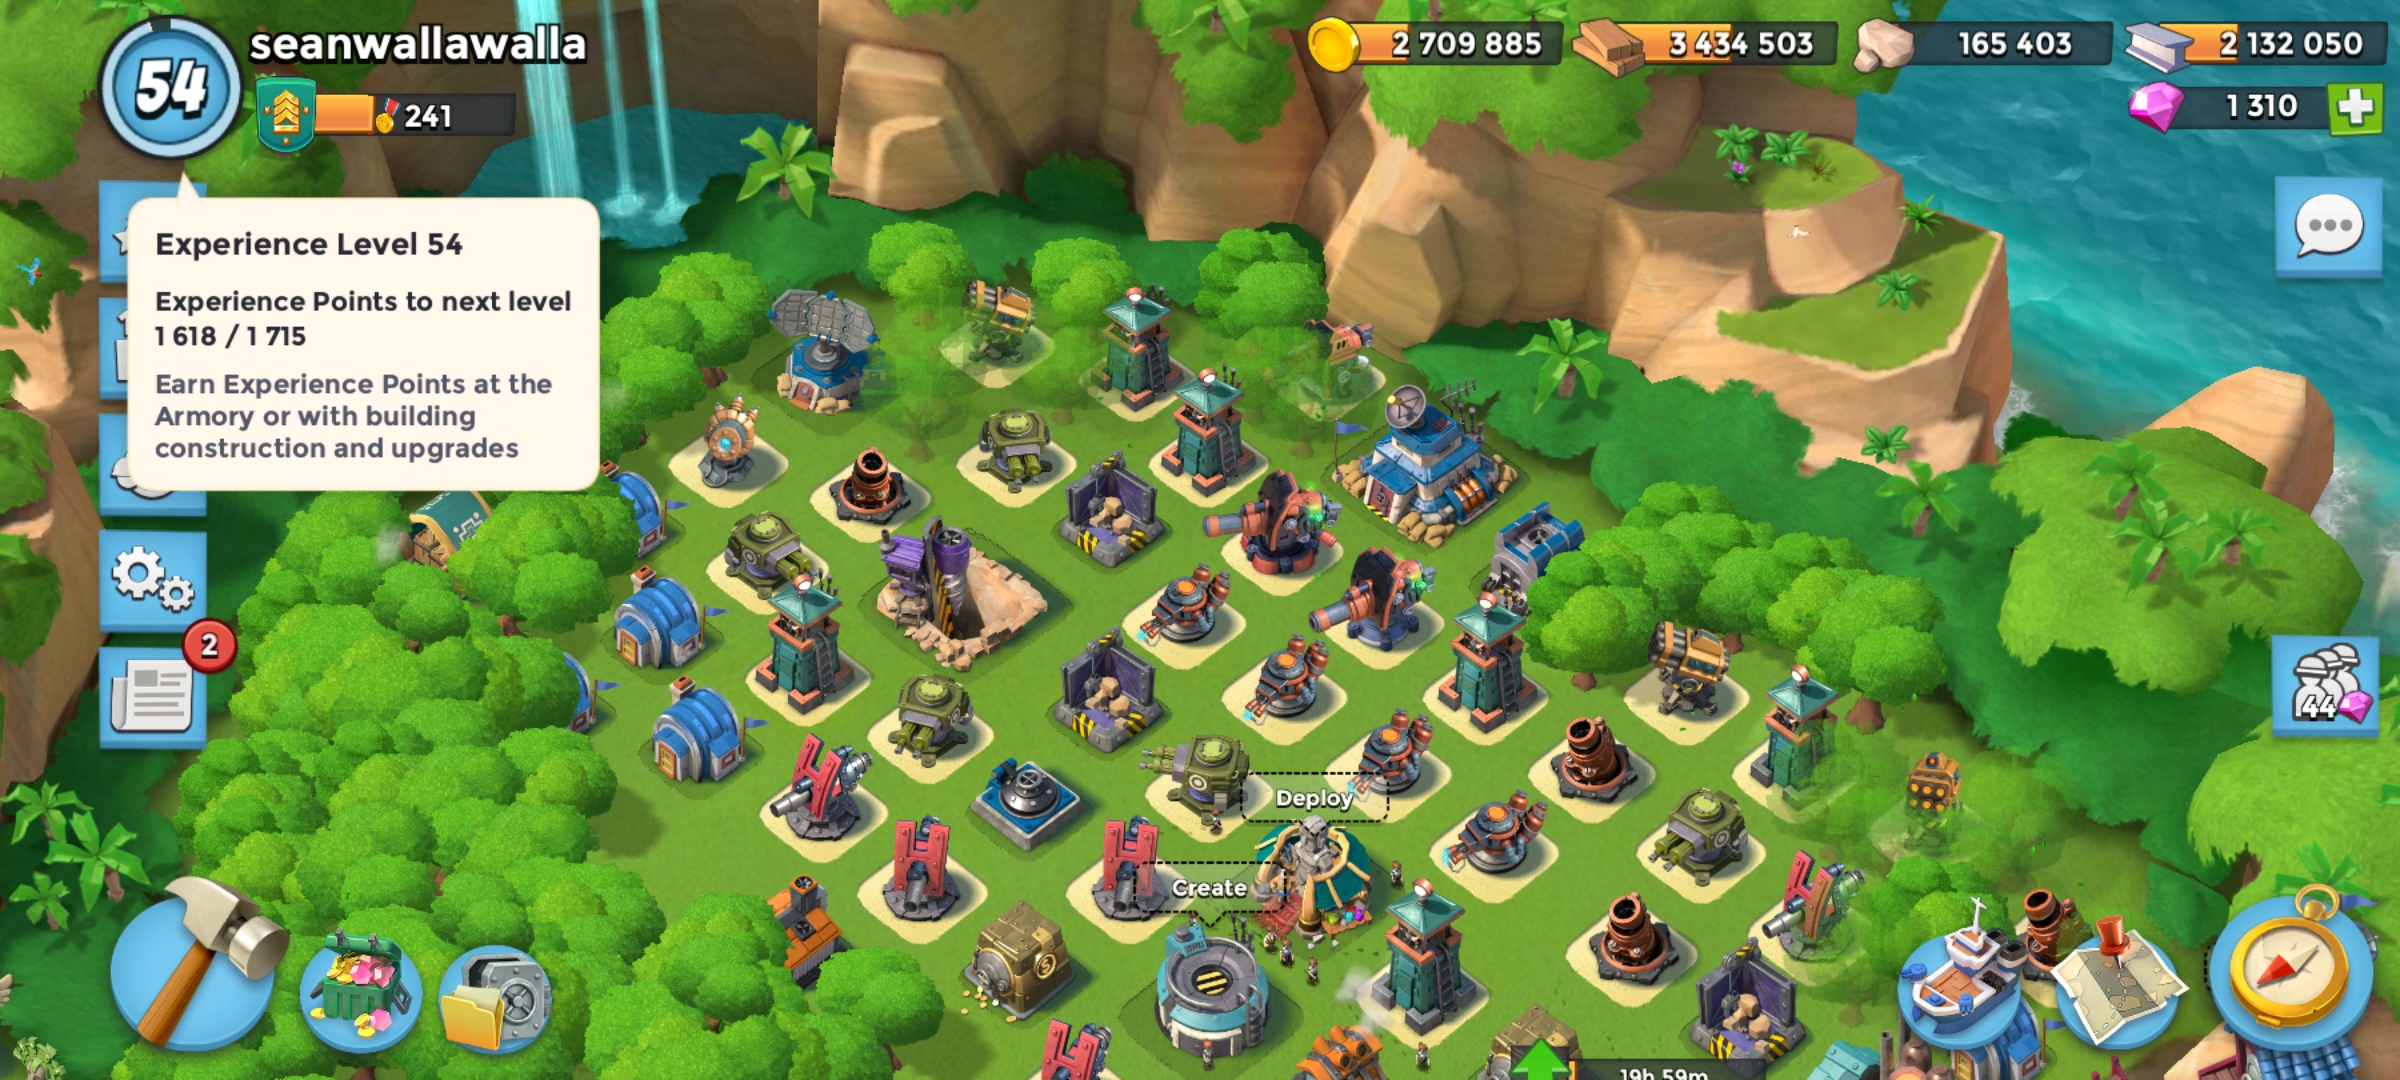 54
seanwallawalla
241
2 709 885
3 434 503
165 403
2 132 050
1 310
Experience Level 54
Experience Points to next level
1 618 / 1 715
Earn Experience Points at the
Armory or with building
construction and upgrades
2
44
Deploy
Create
19h 59m